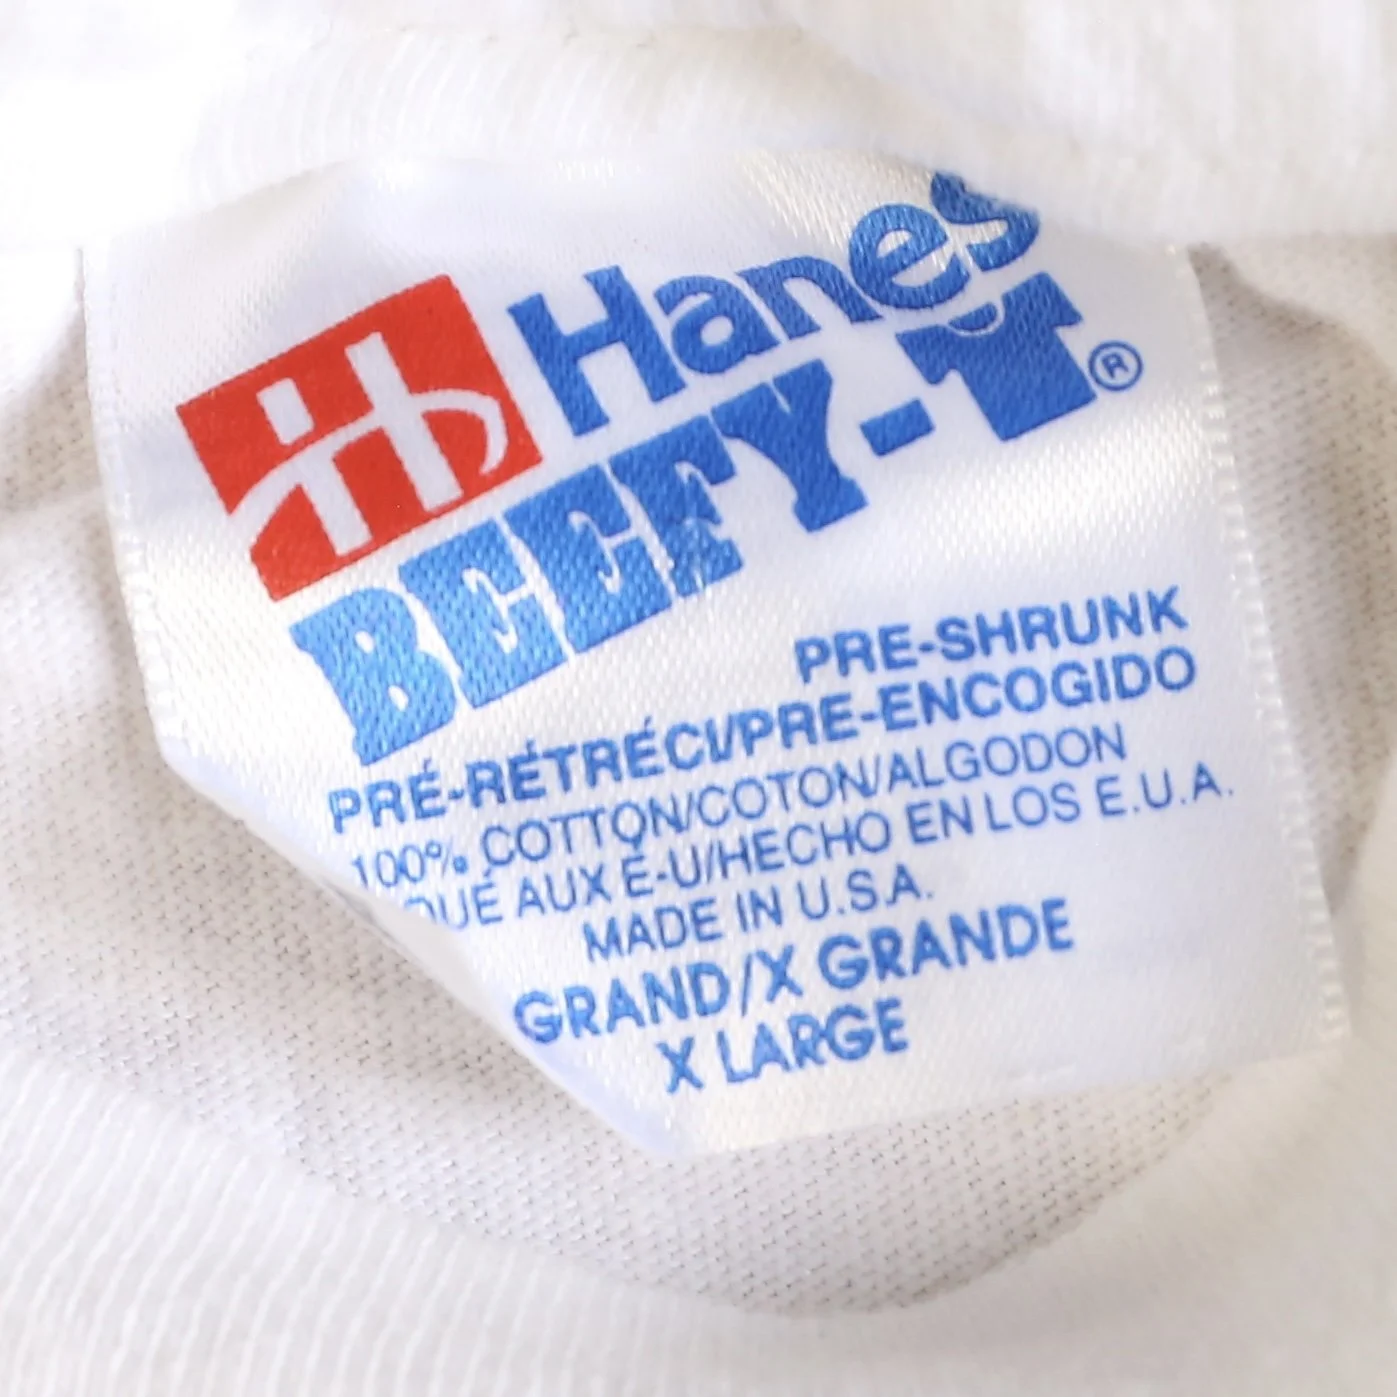 Hanes
BEEFY-T®
PRE-SHRUNK
PRÉ-RÉTRÉCI/PRE-ENCOGIDO
100% COTTON/COTON/ALGODON
QUÉ AUX É-U/HECHO EN LOS E.U.A.
MADE IN U.S.A.
GRAND/X GRANDE
X LARGE